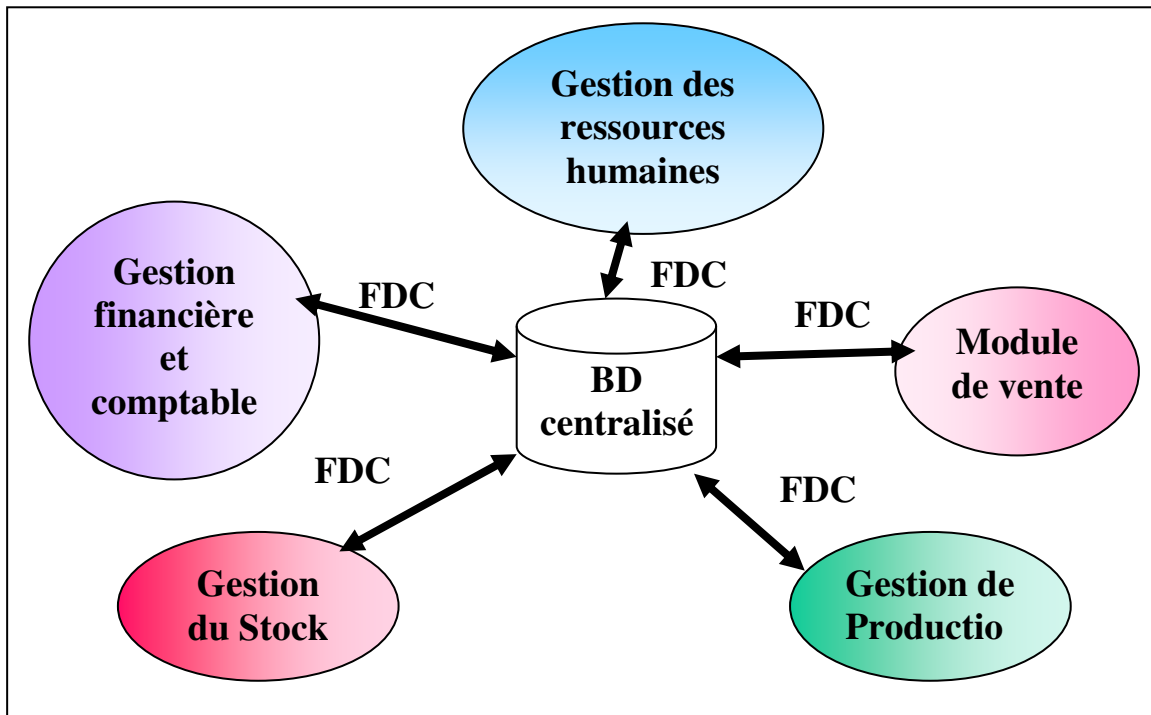 Gestion des
ressources
humaines
Gestion
financière
et
comptable
FDC
FDC
FDC
Module
de vente
BD
centralisé
FDC
FDC
Gestion
du Stock
Gestion de
Productio